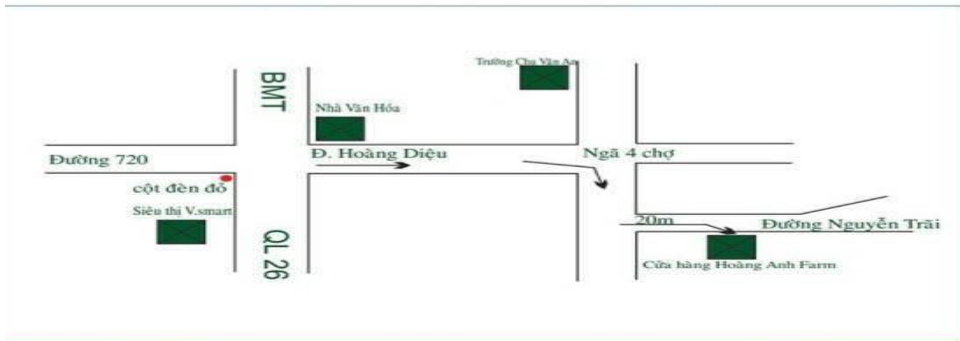 Trường Chu Văn An
BMT
Nhà Văn Hóa
Đường 720
Đ. Hoàng Diệu
Ngã 4 chợ
cột đèn đỏ
Siêu thị V.smart
20m
Đường Nguyễn Trãi
QL 26
Cửa hàng Hoàng Anh Farm